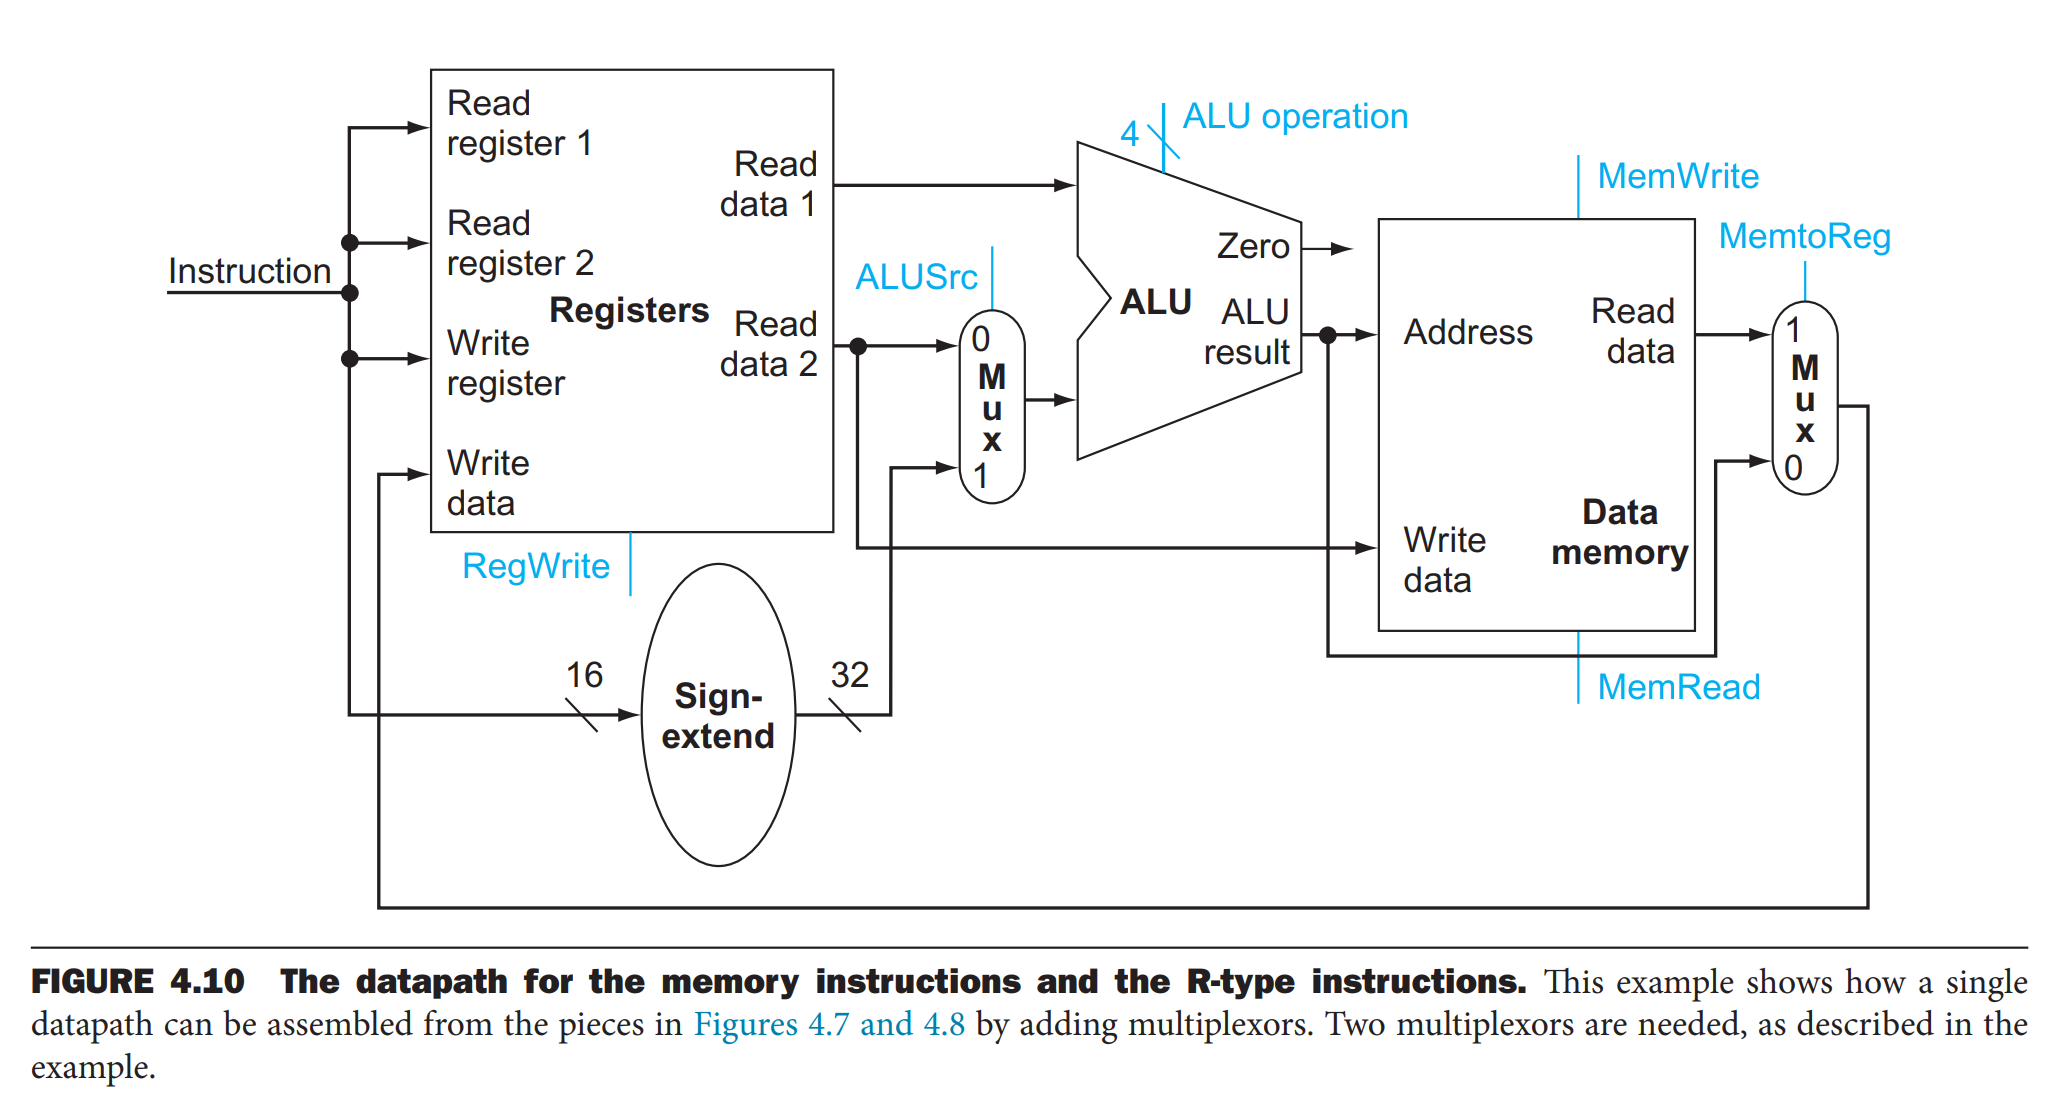 Read
register 1
Read
register 2
Instruction
Registers
Write
register
Write
data
Read
data 1
Read
data 2
RegWrite
16
Sign-
extend
32
ALUSrc
0
M
u
x
1
4
ALU operation
Zero
ALU
ALU
result
MemWrite
Address
Read
data
Write
data
Data
memory
MemRead
MemtoReg
1
M
u
x
0
FIGURE 4.10 The datapath for the memory instructions and the R-type instructions. This example shows how a single
datapath can be assembled from the pieces in Figures 4.7 and 4.8 by adding multiplexors. Two multiplexors are needed, as described in the
example.